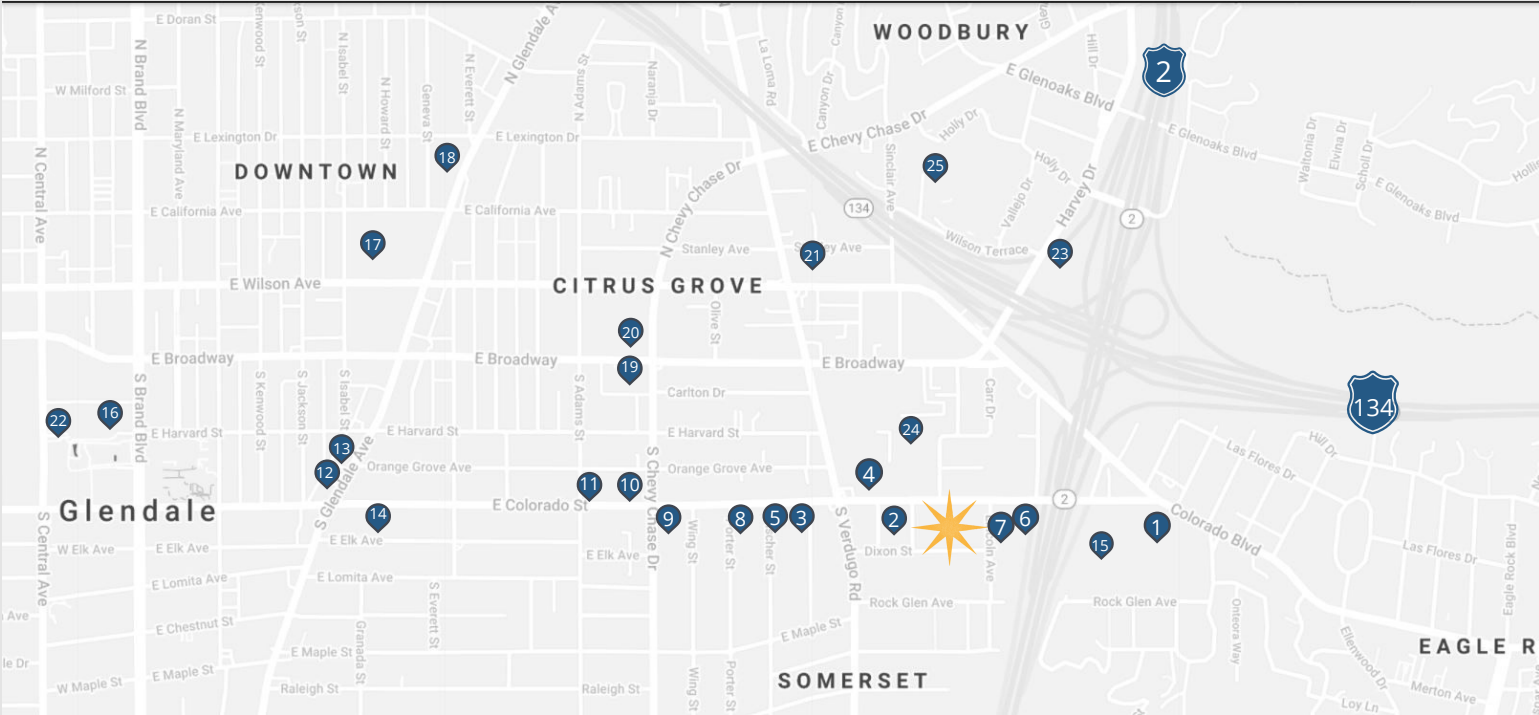 E Doran St
WOODBURY
N Glendale A
Canyon
Hill Dr
2
N Brand Blvd
N Isabel St
La Loma Rd
E Glenoaks Blvd
W Milford St
N Everett St
N Adams St
Naranja Dr
Canyon Dr
N Howard St
Geneva St
N Maryland Ave
E Lexington Dr
E Lexington Dr
E Chevy Chase Dr
Holly Dr
E Glenoaks Blvd
Waltonia Dr
Elvina Dr
Scholl Dr
N Central Ave
DOWNTOWN
18
N Chevy Chase Dr
Sinclair Ave
25
Holly Dr
E Glenoaks Blvd
E California Ave
E California Ave
134
Vallejo Dr
Harvey Dr
2
17
Stanley Ave
21
Wilson Terrace
23
E Wilson Ave
CITRUS GROVE
Olive St
20
E Broadway
E Broadway
19
E Broadway
S Brand Blvd
S Kenwood St
S Jackson St
S Isabel St
S Adams St
Carlton Dr
Carr Dr
134
22
16
E Harvard St
E Harvard St
E Harvard St
24
Hill Dr
13
12
S Glendale Ave
Orange Grove Ave
Orange Grove Ave
4
Las Flores Dr
11
10
S Chevy Chase Dr
Glendale
14
E Colorado St
9
8
5
3
S Verdugo Rd
2
7
6
2
1
Colorado Blvd
S Central Ave
W Elk Ave
E Elk Ave
E Elk Ave
E Elk Ave
Wing St
Dixon St
15
Las Flores Dr
Eagle Rock Blvd
E Lomita Ave
E Lomita Ave
S Everett St
Rock Glen Ave
Rock Glen Ave
Onteora Way
E Chestnut St
Granada St
E Maple St
Ellenwood Dr
EAGLE R
le Dr
E Maple St
E Maple St
W Maple St
Raleigh St
Raleigh St
Wing St
Porter St
SOMERSET
Merton Ave
Loy Ln